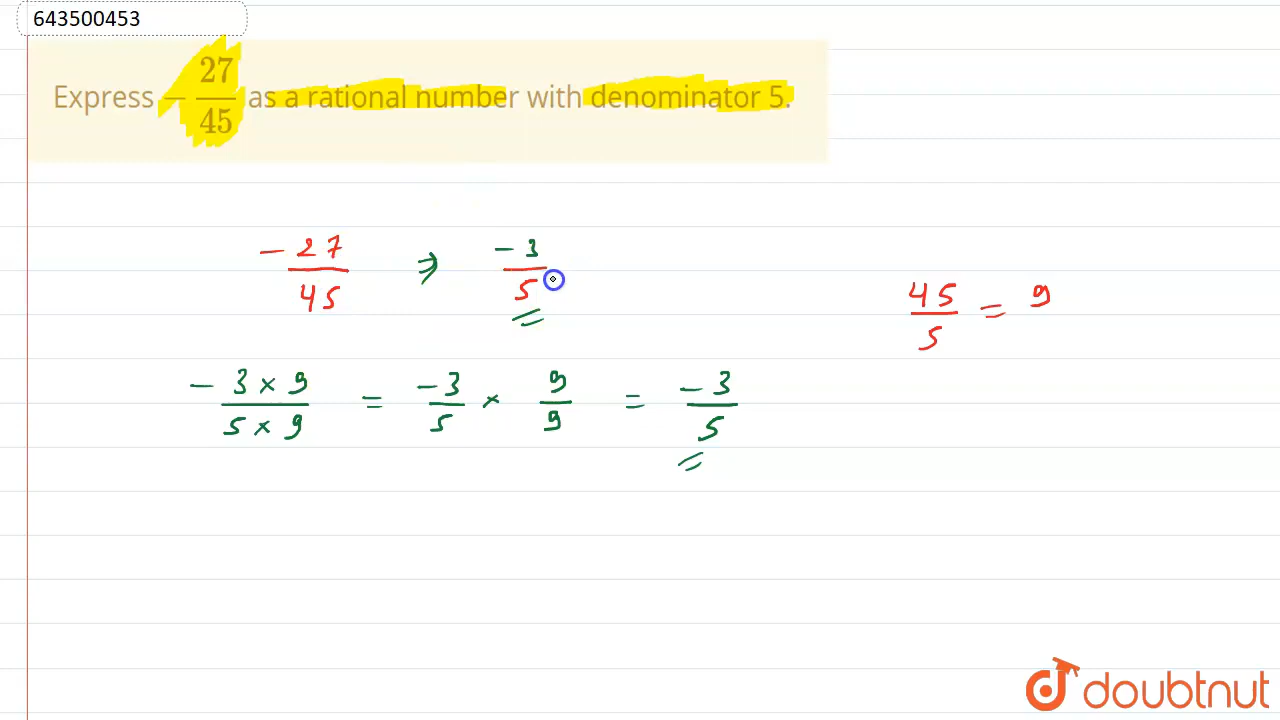 643500453
Express −27/45 as a rational number with denominator 5.
−27/45 ⇒ −3/5
45/5 = 9
−3×9/5×9 = −3/5 × 9/9 = −3/5
doubtnut